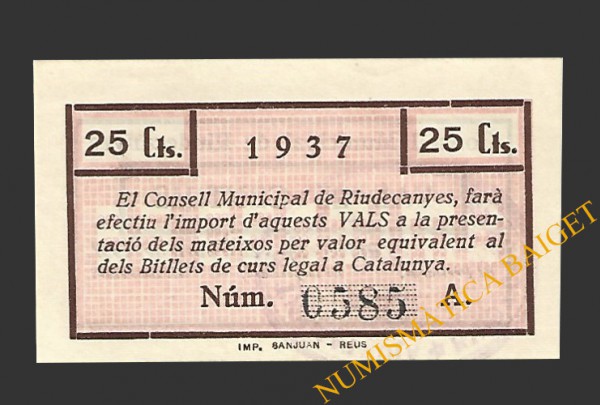 25 Cts. 1937 25 Cts.
El Consell Municipal de Riudecanyes, farà
efectiu l'import d'aquests VALS a la presen-
tació dels mateixos per valor equivalent al
dels Bitllets de curs legal a Catalunya.
Núm. 0585 A.
IMP. SANJUAN - REUS
NUMISMÀTICA BAIGET